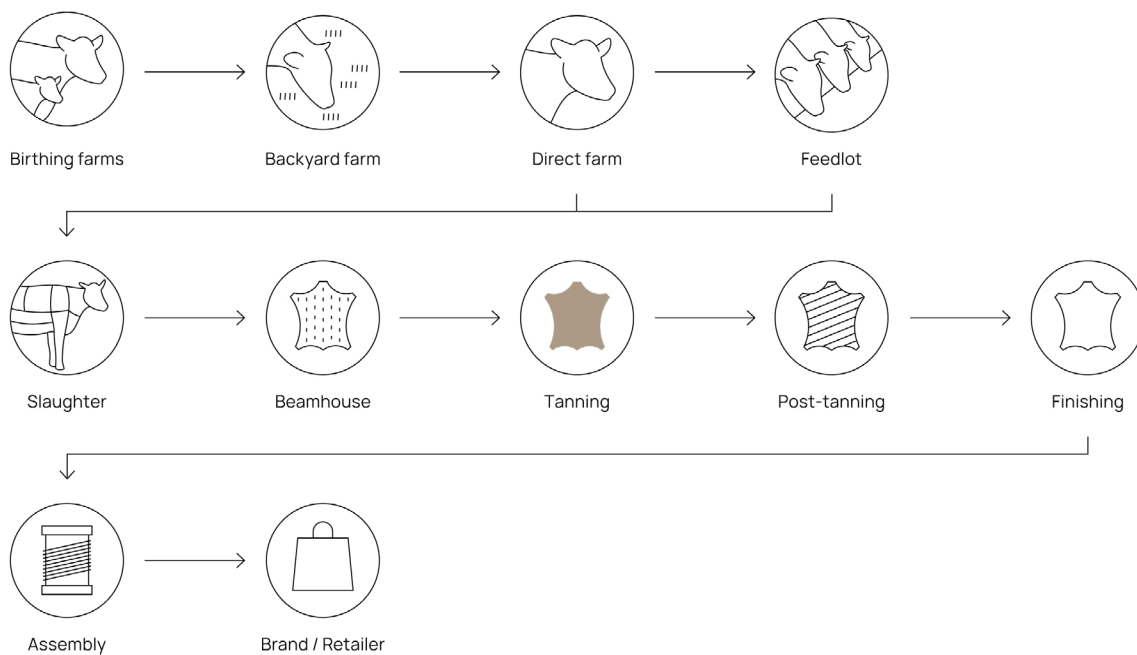 Birthing farms
Backyard farm
Direct farm
Feedlot
Slaughter
Beamhouse
Tanning
Post-tanning
Finishing
Assembly
Brand / Retailer